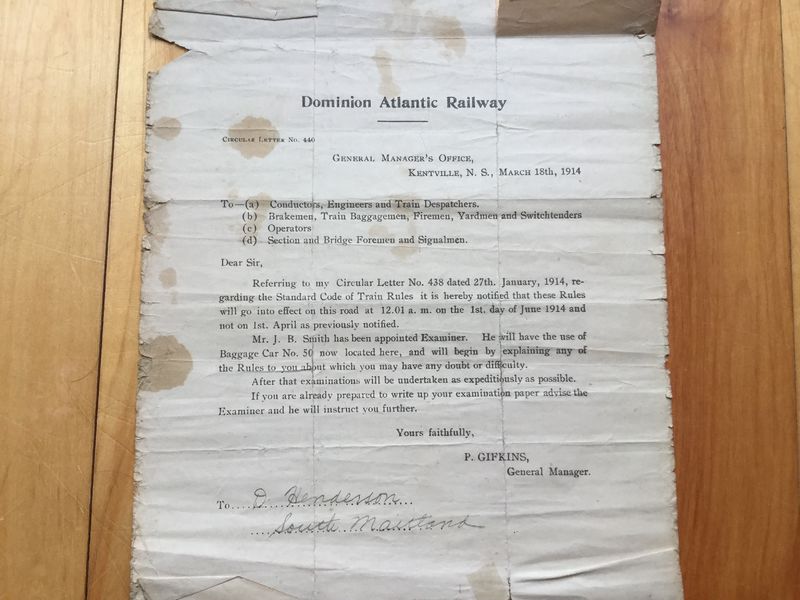 Dominion Atlantic Railway
Circular Letter No. 440
General Manager's Office,
Kentville, N. S., March 18th, 1914
To—(a) Conductors, Engineers and Train Despatchers.
(b) Brakemen, Train Baggagemen, Firemen, Yardmen and Switchtenders
(c) Operators
(d) Section and Bridge Foremen and Signalmen.
Dear Sir,
Referring to my Circular Letter No. 438 dated 27th. January, 1914, re-
garding the Standard Code of Train Rules it is hereby notified that these Rules
will go into effect on this road at 12.01 a. m. on the 1st. day of June 1914 and
not on 1st. April as previously notified.
Mr. J. B. Smith has been appointed Examiner. He will have the use of
Baggage Car No. 50 now located here, and will begin by explaining any of
the Rules to you about which you may have any doubt or difficulty.
After that examinations will be undertaken as expeditiously as possible.
If you are already prepared to write up your examination paper advise the
Examiner and he will instruct you further.
Yours faithfully,
P. GIFKINS,
General Manager.
To....D. Henderson...
....South Maitland